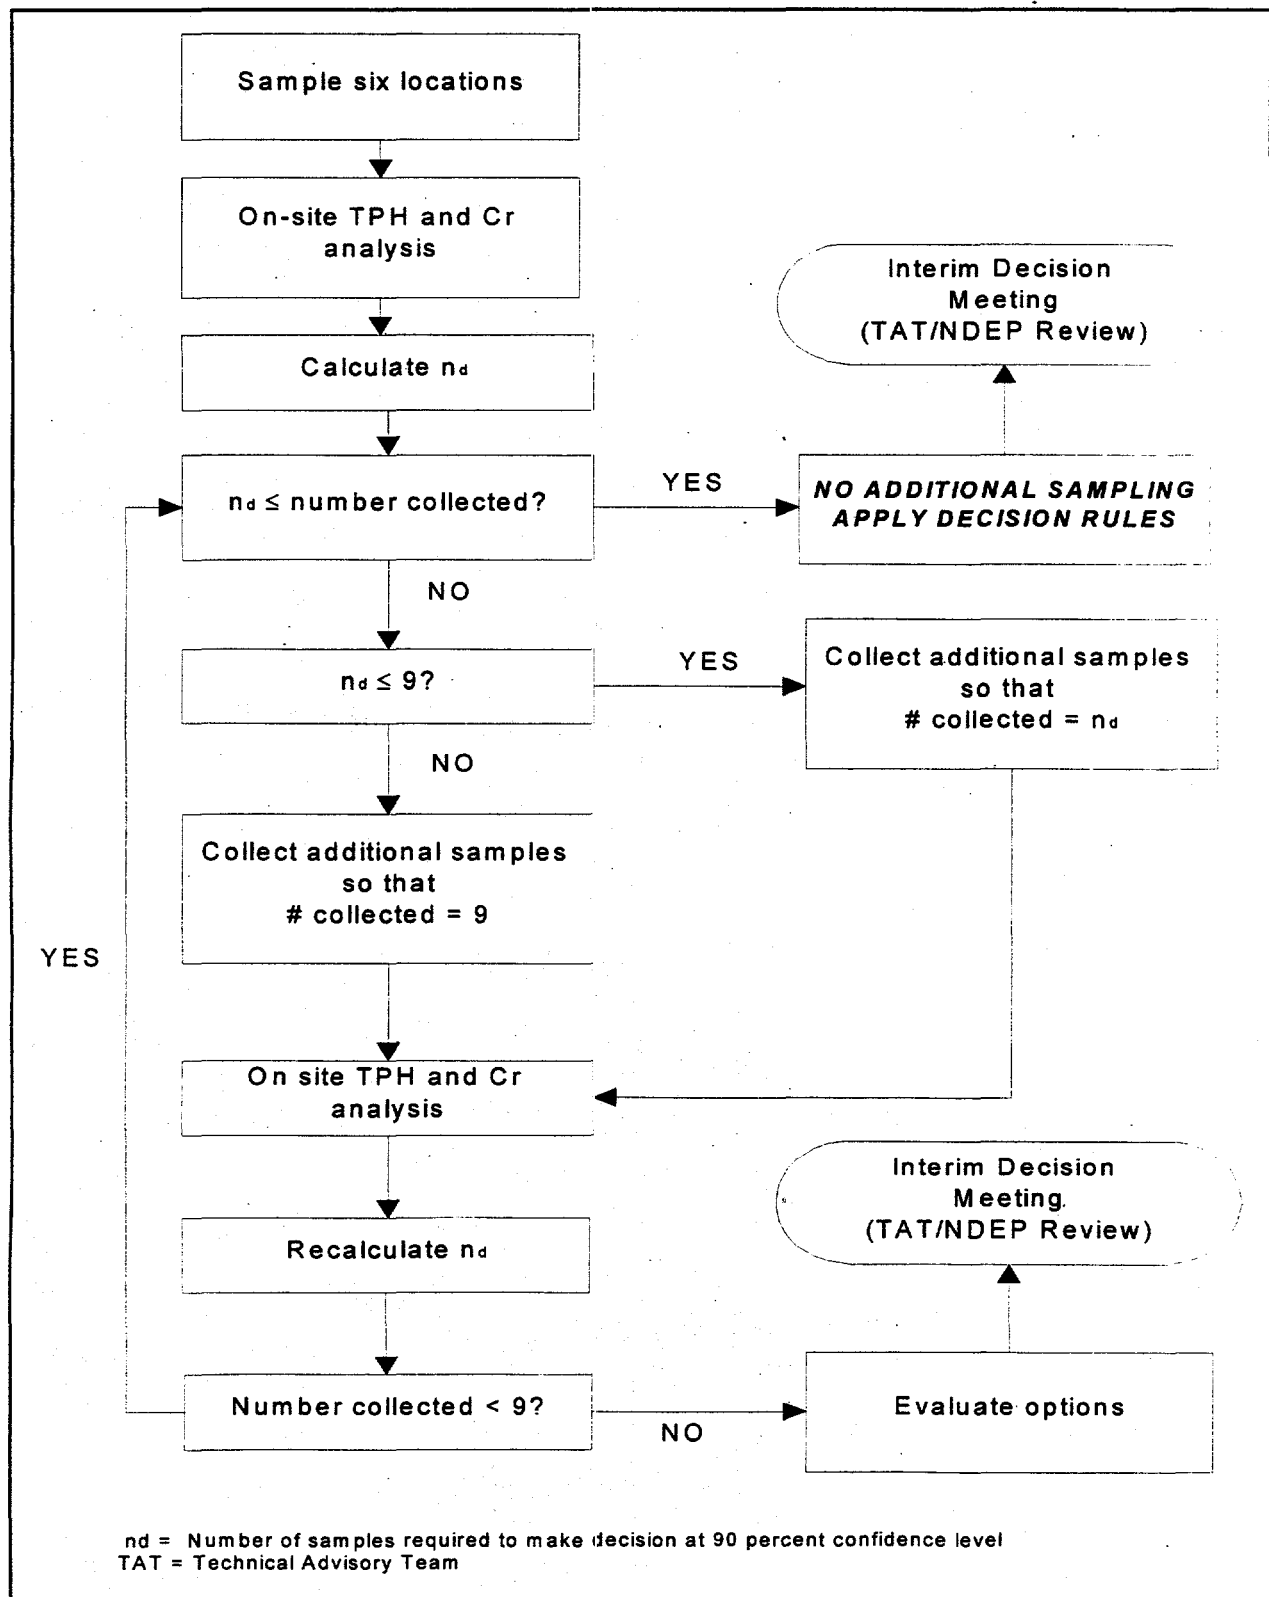 Sample six locations
On-site TPH and Cr
analysis
Calculate nd
nd ≤ number collected?
YES
NO ADDITIONAL SAMPLING
APPLY DECISION RULES
Interim Decision
Meeting
(TAT/NDEP Review)
NO
nd ≤ 9?
YES
Collect additional samples
so that
# collected = nd
NO
Collect additional samples
so that
# collected = 9
YES
On site TPH and Cr
analysis
Recalculate nd
Number collected < 9?
NO
Evaluate options
Interim Decision
Meeting.
(TAT/NDEP Review)
nd = Number of samples required to make decision at 90 percent confidence level
TAT = Technical Advisory Team